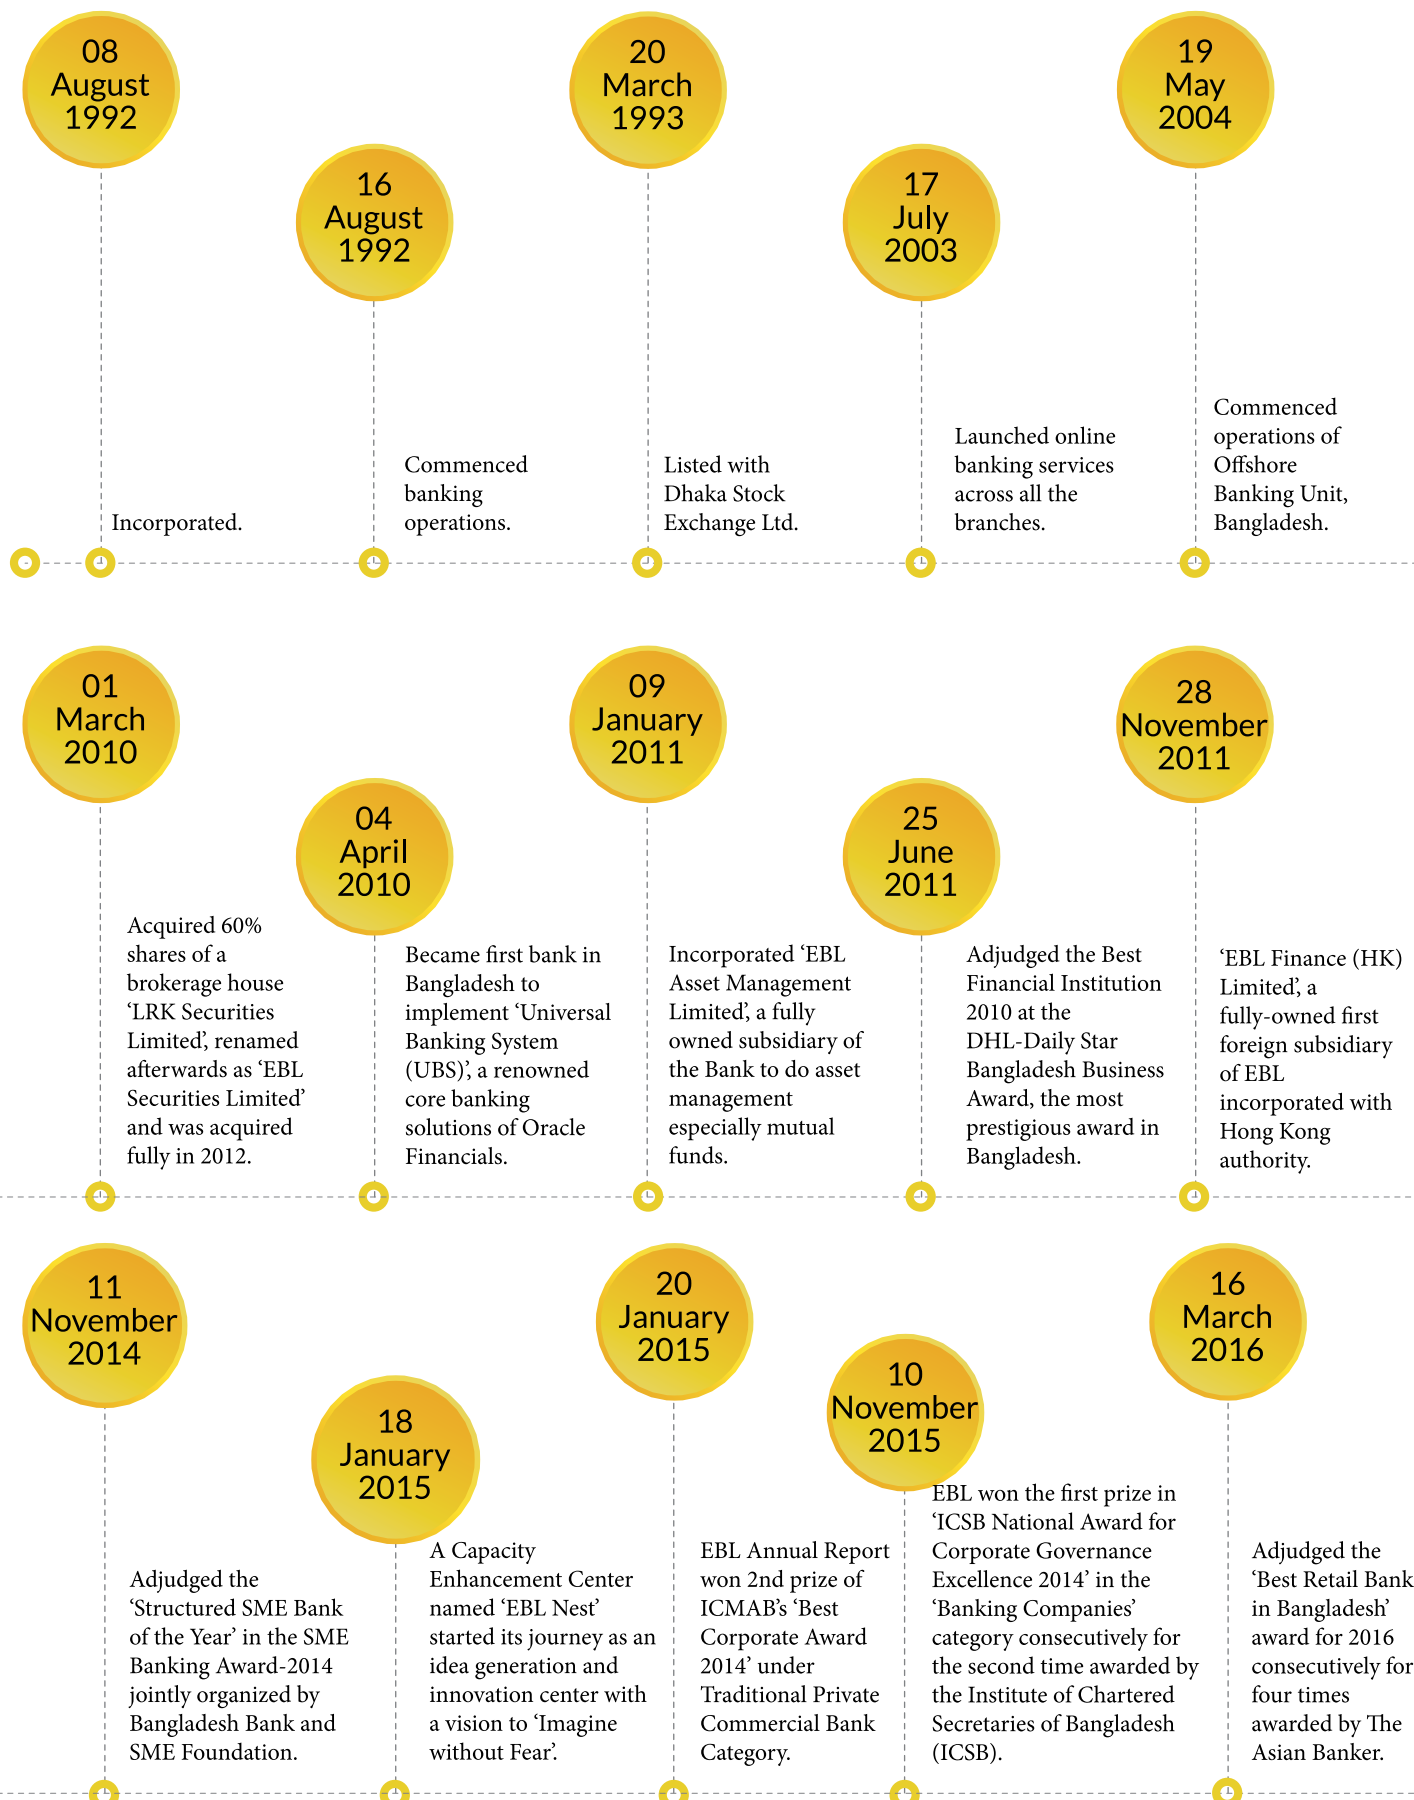 08
August
1992
Incorporated.
16
August
1992
Commenced
banking
operations.
20
March
1993
Listed with
Dhaka Stock
Exchange Ltd.
17
July
2003
Launched online
banking services
across all the
branches.
19
May
2004
Commenced
operations of
Offshore
Banking Unit,
Bangladesh.
01
March
2010
Acquired 60%
shares of a
brokerage house
‘LRK Securities
Limited’, renamed
afterwards as ‘EBL
Securities Limited’
and was acquired
fully in 2012.
04
April
2010
Became first bank in
Bangladesh to
implement ‘Universal
Banking System
(UBS)’, a renowned
core banking
solutions of Oracle
Financials.
09
January
2011
Incorporated ‘EBL
Asset Management
Limited’, a fully
owned subsidiary of
the Bank to do asset
management
especially mutual
funds.
25
June
2011
Adjudged the Best
Financial Institution
2010 at the
DHL-Daily Star
Bangladesh Business
Award, the most
prestigious award in
Bangladesh.
28
November
2011
‘EBL Finance (HK)
Limited’, a
fully-owned first
foreign subsidiary
of EBL
incorporated with
Hong Kong
authority.
11
November
2014
Adjudged the
‘Structured SME Bank
of the Year’ in the SME
Banking Award-2014
jointly organized by
Bangladesh Bank and
SME Foundation.
18
January
2015
A Capacity
Enhancement Center
named ‘EBL Nest’
started its journey as an
idea generation and
innovation center with
a vision to ‘Imagine
without Fear’.
20
January
2015
EBL Annual Report
won 2nd prize of
ICMAB’s ‘Best
Corporate Award
2014’ under
Traditional Private
Commercial Bank
Category.
10
November
2015
EBL won the first prize in
‘ICSB National Award for
Corporate Governance
Excellence 2014’ in the
‘Banking Companies’
category consecutively for
the second time awarded by
the Institute of Chartered
Secretaries of Bangladesh
(ICSB).
16
March
2016
Adjudged the
‘Best Retail Bank
in Bangladesh’
award for 2016
consecutively for
four times
awarded by The
Asian Banker.